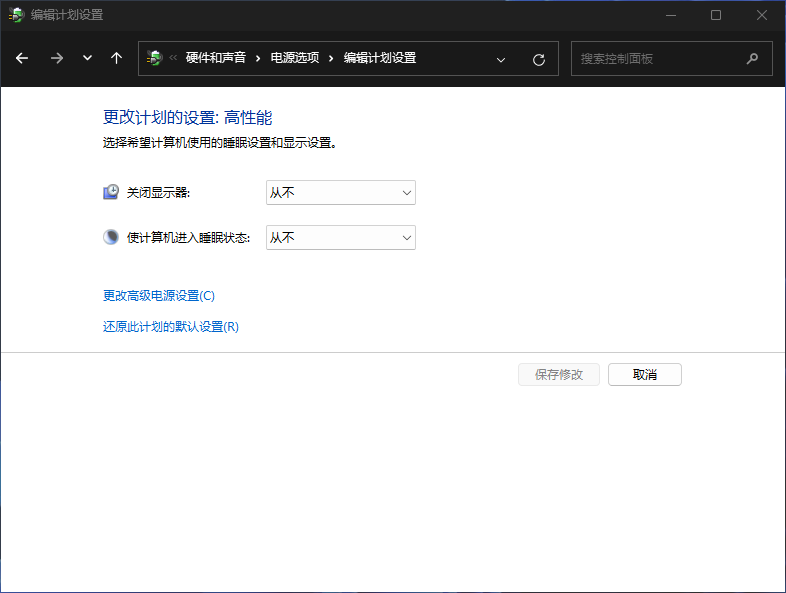 编辑计划设置
« 硬件和声音 › 电源选项 › 编辑计划设置
搜索控制面板
更改计划的设置: 高性能
选择希望计算机使用的睡眠设置和显示设置。
关闭显示器: 从不
使计算机进入睡眠状态: 从不
更改高级电源设置(C)
还原此计划的默认设置(R)
保存修改 取消